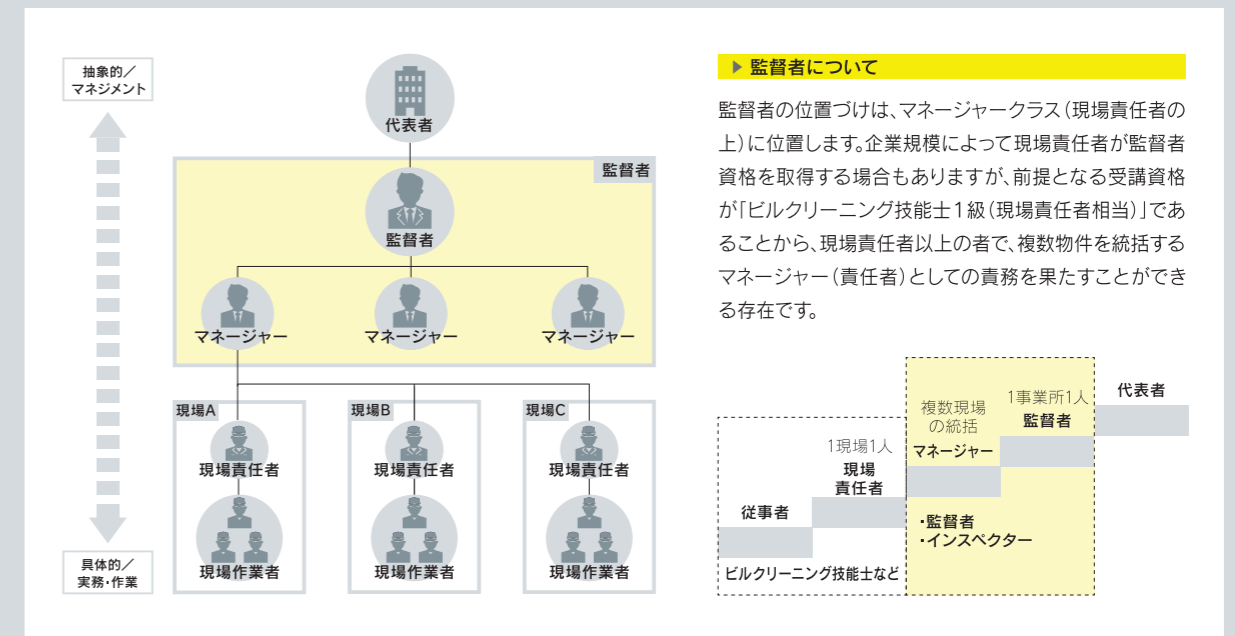 抽象的／
マネジメント
代表者
監督者
監督者
マネージャー
マネージャー
マネージャー
現場A
現場B
現場C
現場責任者
現場責任者
現場責任者
現場作業者
現場作業者
現場作業者
具体的／
実務・作業
▶ 監督者について
監督者の位置づけは、マネージャークラス（現場責任者の
上）に位置します。企業規模によって現場責任者が監督者
資格を取得する場合もありますが、前提となる受講資格
が「ビルクリーニング技能士1級（現場責任者相当）」であ
ることから、現場責任者以上の者で、複数物件を統括する
マネージャー（責任者）としての責務を果たすことができ
る存在です。
代表者
1事業所1人
監督者
複数現場
の統括
マネージャー
1現場1人
現場
責任者
従事者
・監督者
・インスペクター
ビルクリーニング技能士など